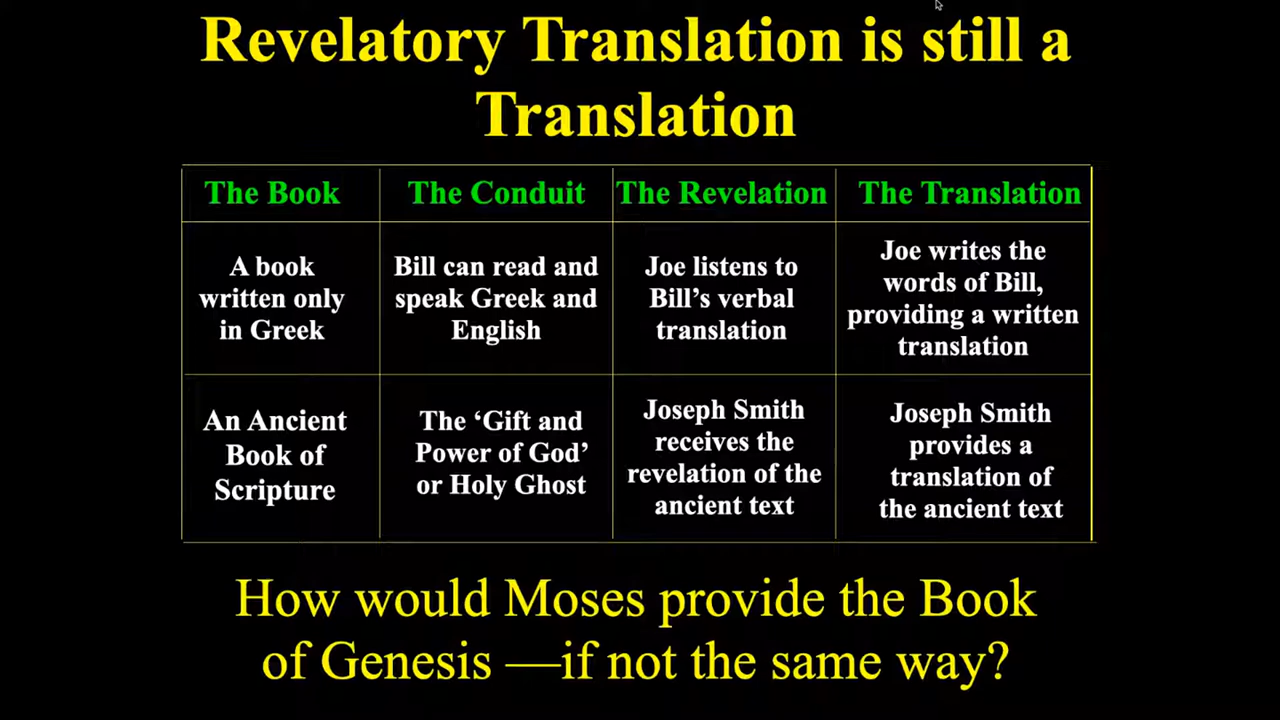 Revelatory Translation is still a
Translation
The Book
The Conduit
The Revelation
The Translation
A book
written only
in Greek
Bill can read and
speak Greek and
English
Joe listens to
Bill’s verbal
translation
Joe writes the
words of Bill,
providing a written
translation
An Ancient
Book of
Scripture
The ‘Gift and
Power of God’
or Holy Ghost
Joseph Smith
receives the
revelation of the
ancient text
Joseph Smith
provides a
translation of
the ancient text
How would Moses provide the Book
of Genesis —if not the same way?